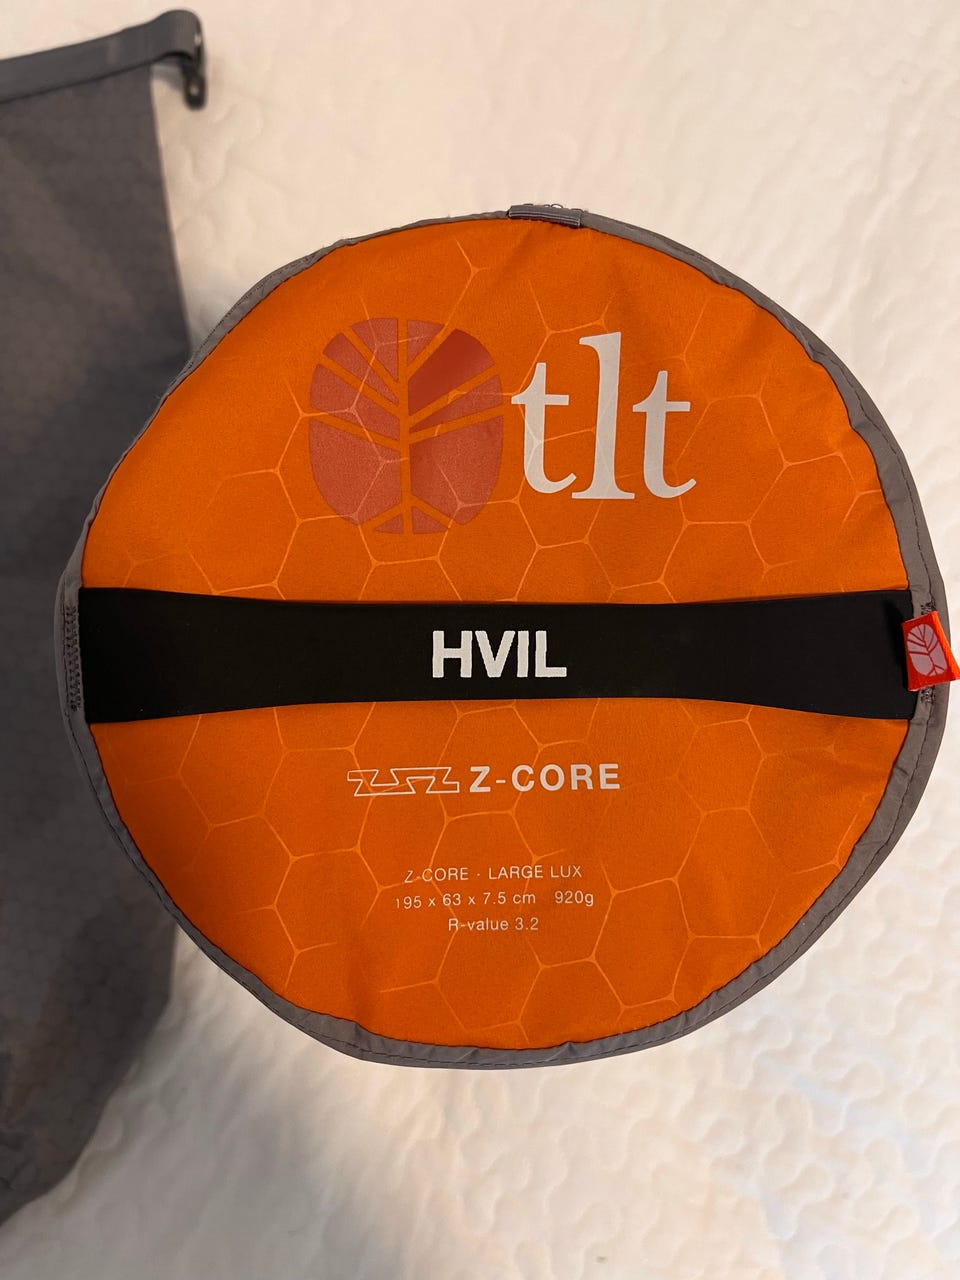 tlt
HVIL
Z-CORE
Z-CORE · LARGE LUX
195 x 63 x 7.5 cm 920g
R-value 3.2